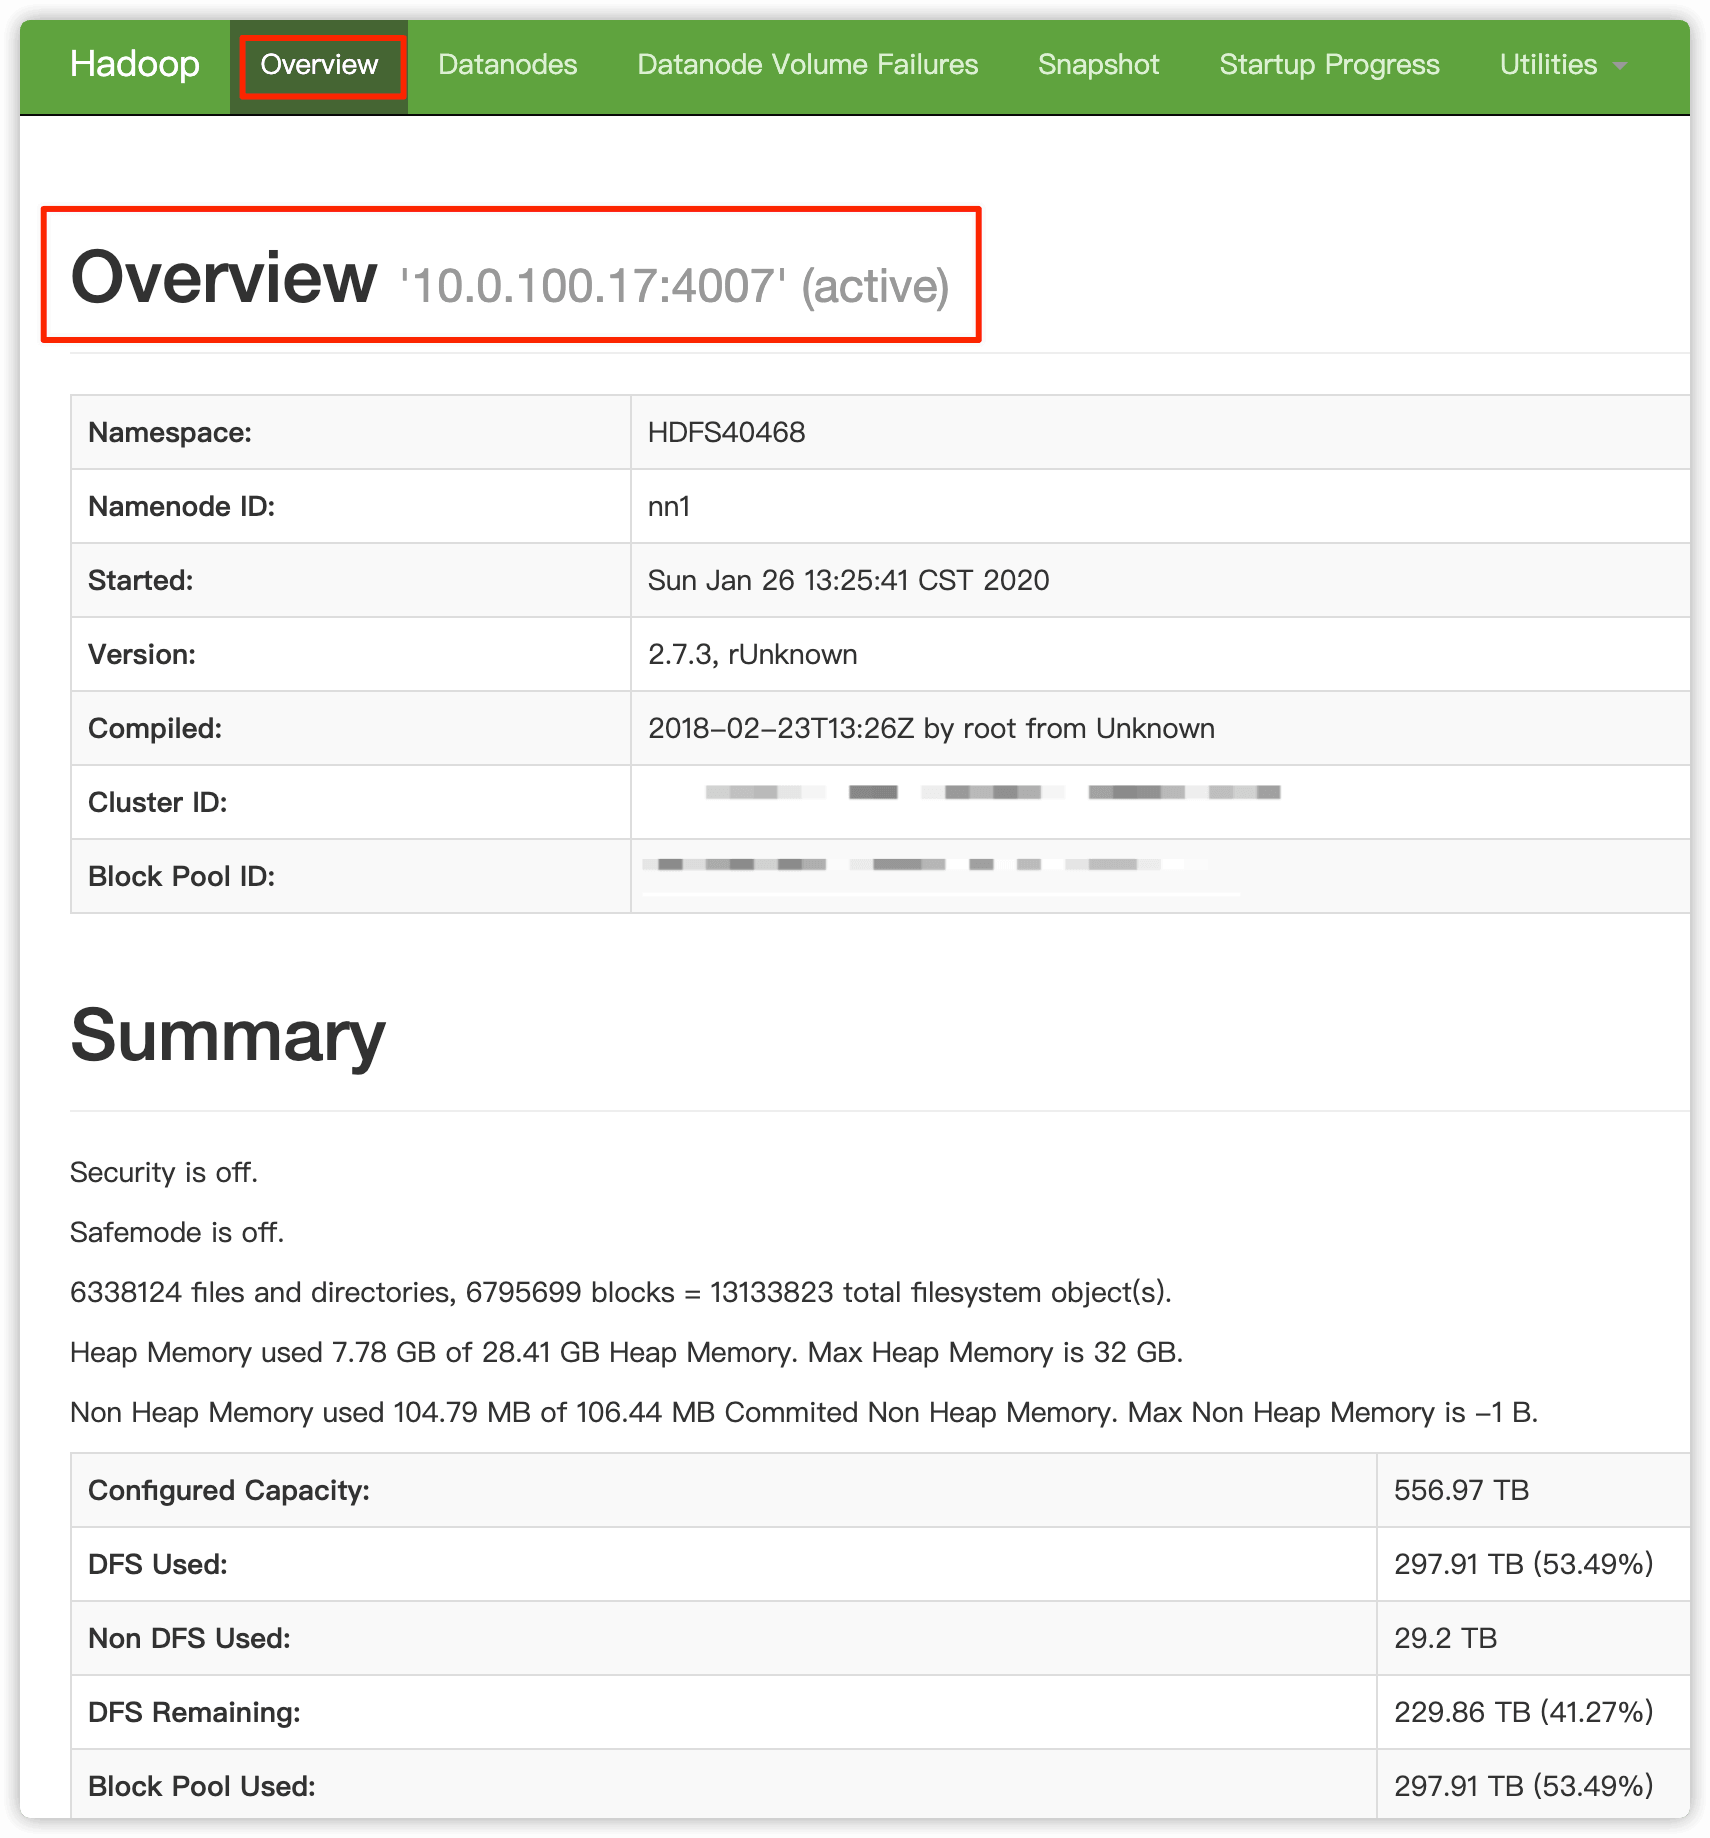 Hadoop Overview Datanodes Datanode Volume Failures Snapshot Startup Progress Utilities
Overview '10.0.100.17:4007' (active)
Namespace: HDFS40468
Namenode ID: nn1
Started: Sun Jan 26 13:25:41 CST 2020
Version: 2.7.3, rUnknown
Compiled: 2018-02-23T13:26Z by root from Unknown
Cluster ID:
Block Pool ID:
Summary
Security is off.
Safemode is off.
6338124 files and directories, 6795699 blocks = 13133823 total filesystem object(s).
Heap Memory used 7.78 GB of 28.41 GB Heap Memory. Max Heap Memory is 32 GB.
Non Heap Memory used 104.79 MB of 106.44 MB Commited Non Heap Memory. Max Non Heap Memory is -1 B.
Configured Capacity: 556.97 TB
DFS Used: 297.91 TB (53.49%)
Non DFS Used: 29.2 TB
DFS Remaining: 229.86 TB (41.27%)
Block Pool Used: 297.91 TB (53.49%)